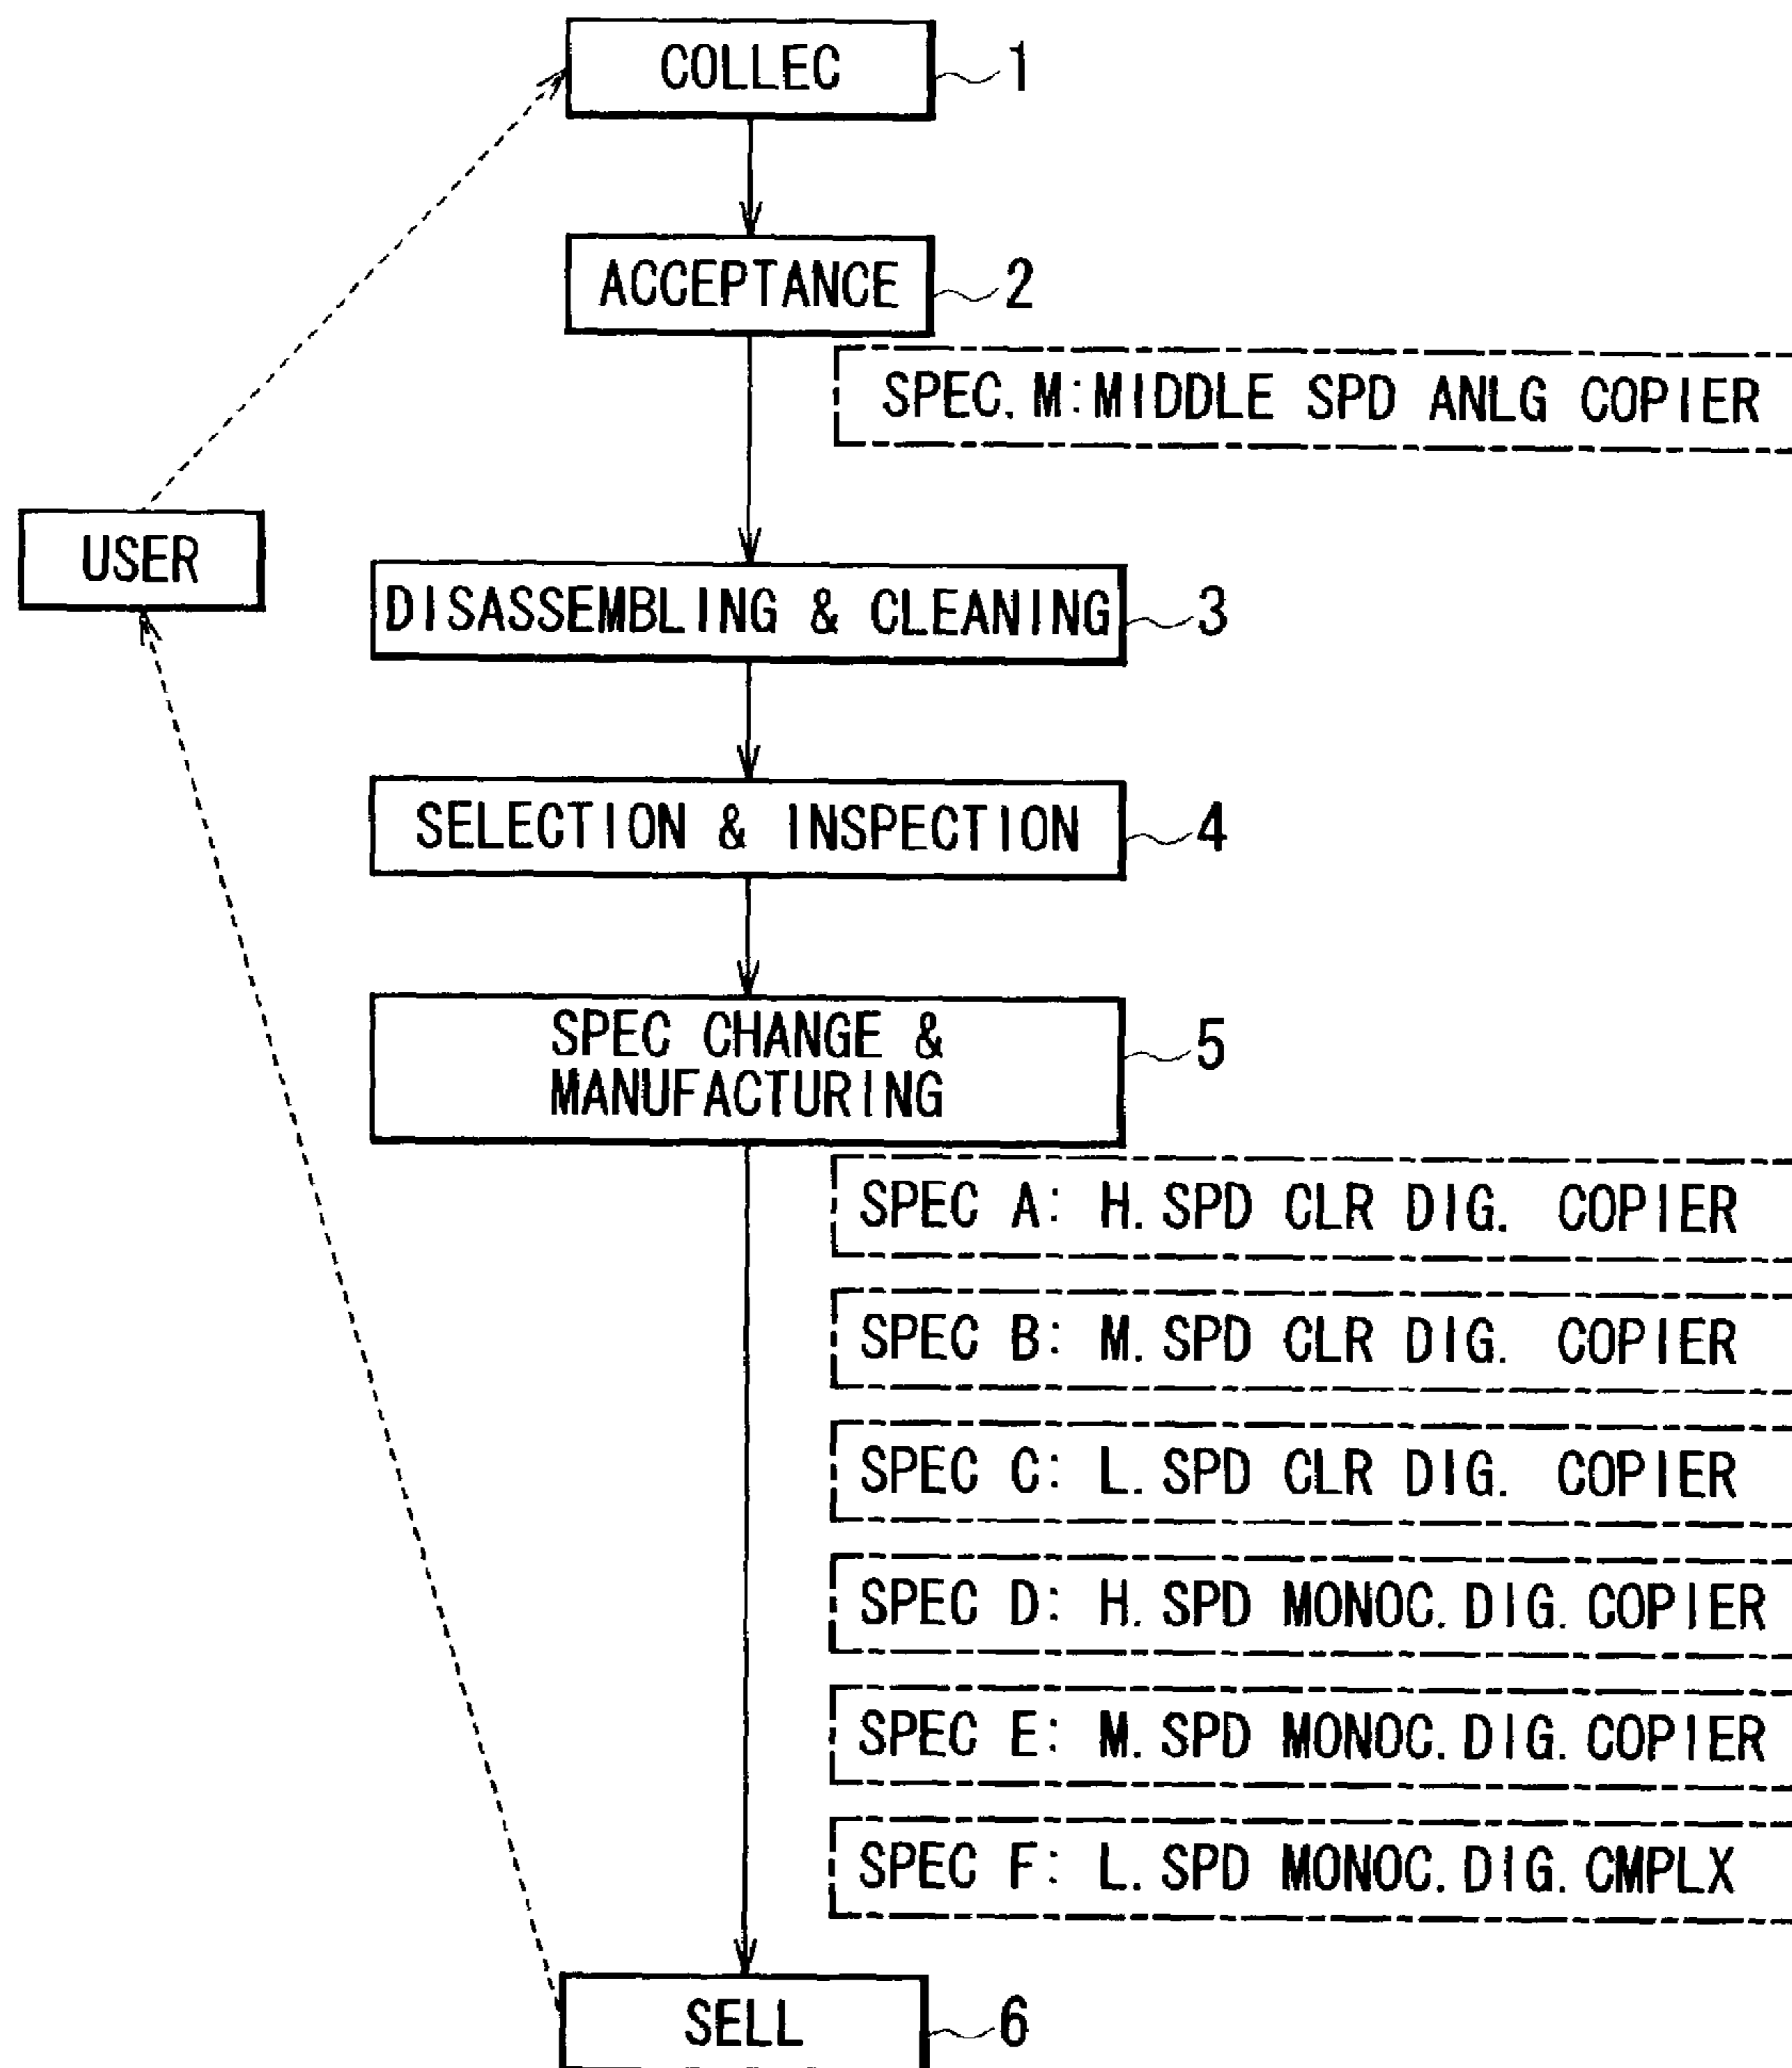 COLLEC
1
ACCEPTANCE
2
SPEC. M:MIDDLE SPD ANLG COPIER
USER
DISASSEMBLING & CLEANING
3
SELECTION & INSPECTION
4
SPEC CHANGE &
MANUFACTURING
5
SPEC A: H. SPD CLR DIG. COPIER
SPEC B: M. SPD CLR DIG. COPIER
SPEC C: L. SPD CLR DIG. COPIER
SPEC D: H. SPD MONOC. DIG. COPIER
SPEC E: M. SPD MONOC. DIG. COPIER
SPEC F: L. SPD MONOC. DIG. CMPLX
SELL
6